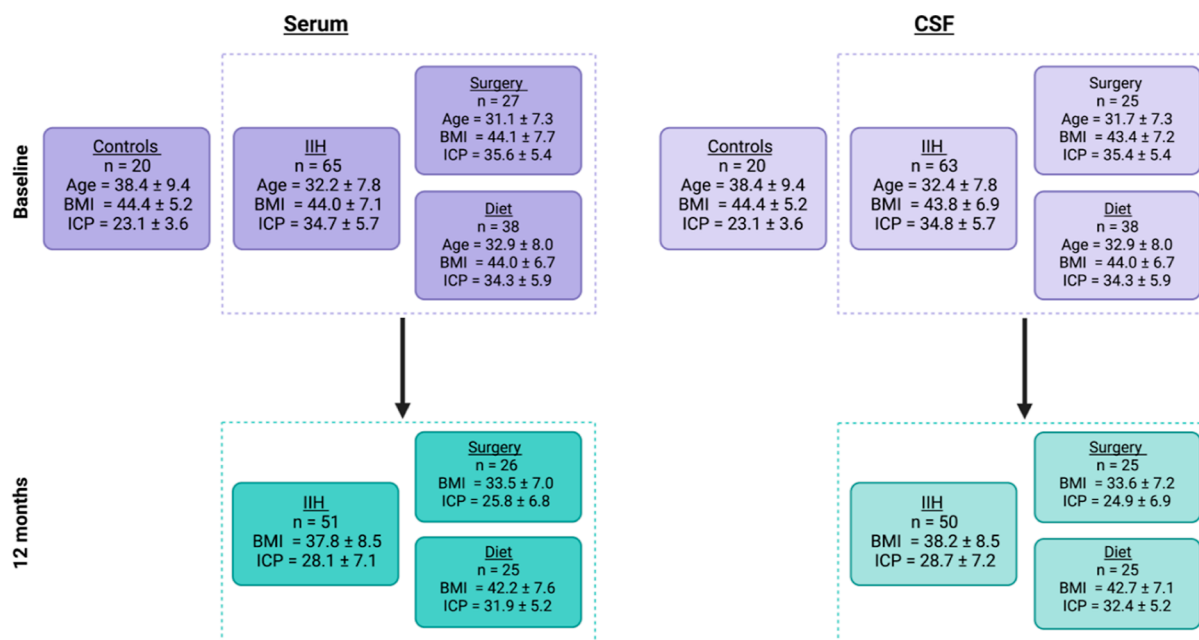 Serum
CSF
Baseline
Controls
n = 20
Age = 38.4 ± 9.4
BMI = 44.4 ± 5.2
ICP = 23.1 ± 3.6
IIH
n = 65
Age = 32.2 ± 7.8
BMI = 44.0 ± 7.1
ICP = 34.7 ± 5.7
Surgery
n = 27
Age = 31.1 ± 7.3
BMI = 44.1 ± 7.7
ICP = 35.6 ± 5.4
Diet
n = 38
Age = 32.9 ± 8.0
BMI = 44.0 ± 6.7
ICP = 34.3 ± 5.9
Controls
n = 20
Age = 38.4 ± 9.4
BMI = 44.4 ± 5.2
ICP = 23.1 ± 3.6
IIH
n = 63
Age = 32.4 ± 7.8
BMI = 43.8 ± 6.9
ICP = 34.8 ± 5.7
Surgery
n = 25
Age = 31.7 ± 7.3
BMI = 43.4 ± 7.2
ICP = 35.4 ± 5.4
Diet
n = 38
Age = 32.9 ± 8.0
BMI = 44.0 ± 6.7
ICP = 34.3 ± 5.9
12 months
IIH
n = 51
BMI = 37.8 ± 8.5
ICP = 28.1 ± 7.1
Surgery
n = 26
BMI = 33.5 ± 7.0
ICP = 25.8 ± 6.8
Diet
n = 25
BMI = 42.2 ± 7.6
ICP = 31.9 ± 5.2
IIH
n = 50
BMI = 38.2 ± 8.5
ICP = 28.7 ± 7.2
Surgery
n = 25
BMI = 33.6 ± 7.2
ICP = 24.9 ± 6.9
Diet
n = 25
BMI = 42.7 ± 7.1
ICP = 32.4 ± 5.2